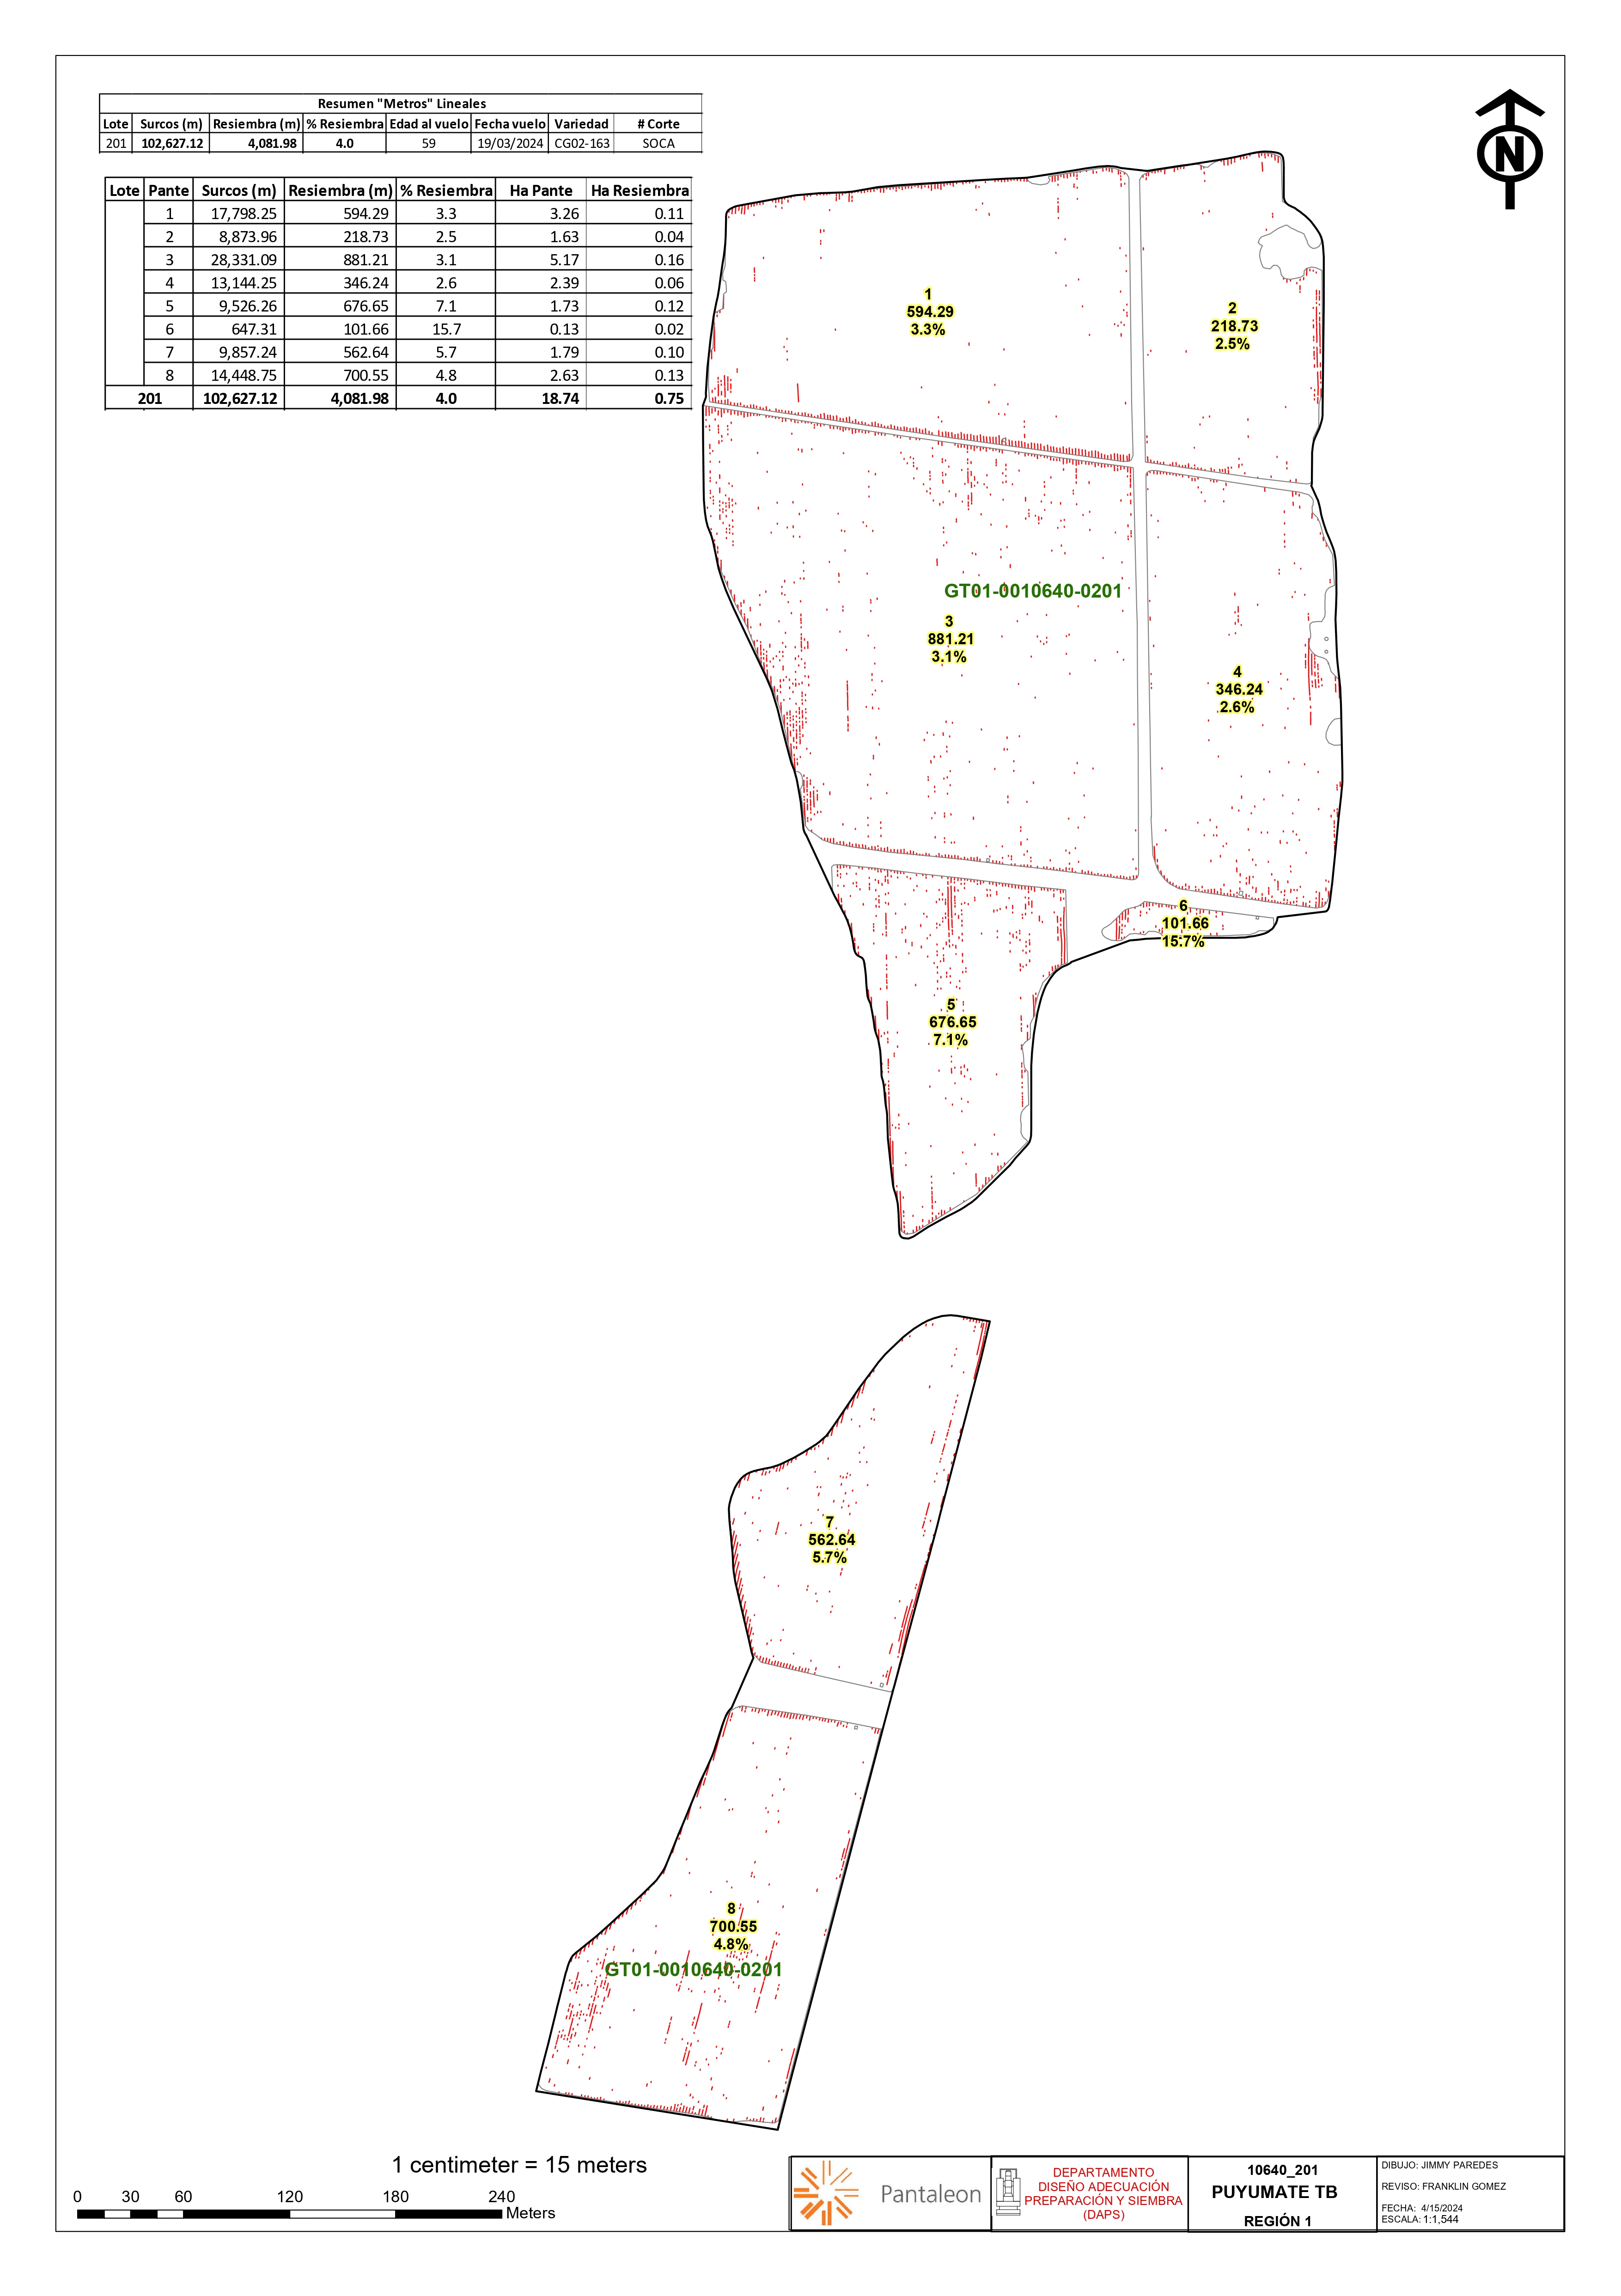 Resumen "Metros" Lineales
Lote Surcos (m) Resiembra (m) % Resiembra Edad al vuelo Fecha vuelo Variedad # Corte
201 102,627.12 4,081.98 4.0 59 19/03/2024 CG02-163 SOCA
Lote Pante Surcos (m) Resiembra (m) % Resiembra Ha Pante Ha Resiembra
1 17,798.25 594.29 3.3 3.26 0.11
2 8,873.96 218.73 2.5 1.63 0.04
3 28,331.09 881.21 3.1 5.17 0.16
4 13,144.25 346.24 2.6 2.39 0.06
5 9,526.26 676.65 7.1 1.73 0.12
6 647.31 101.66 15.7 0.13 0.02
7 9,857.24 562.64 5.7 1.79 0.10
8 14,448.75 700.55 4.8 2.63 0.13
201 102,627.12 4,081.98 4.0 18.74 0.75
N
1
594.29
3.3%
2
218.73
2.5%
GT01-0010640-0201
3
881.21
3.1%
4
346.24
2.6%
6
101.66
15.7%
5
676.65
7.1%
7
562.64
5.7%
8
700.55
4.8%
GT01-0010640-0201
1 centimeter = 15 meters
0 30 60 120 180 240
Meters
Pantaleon
DEPARTAMENTO
DISEÑO ADECUACIÓN
PREPARACIÓN Y SIEMBRA
(DAPS)
10640_201
PUYUMATE TB
REGIÓN 1
DIBUJO: JIMMY PAREDES
REVISO: FRANKLIN GOMEZ
FECHA: 4/15/2024
ESCALA: 1:1,544